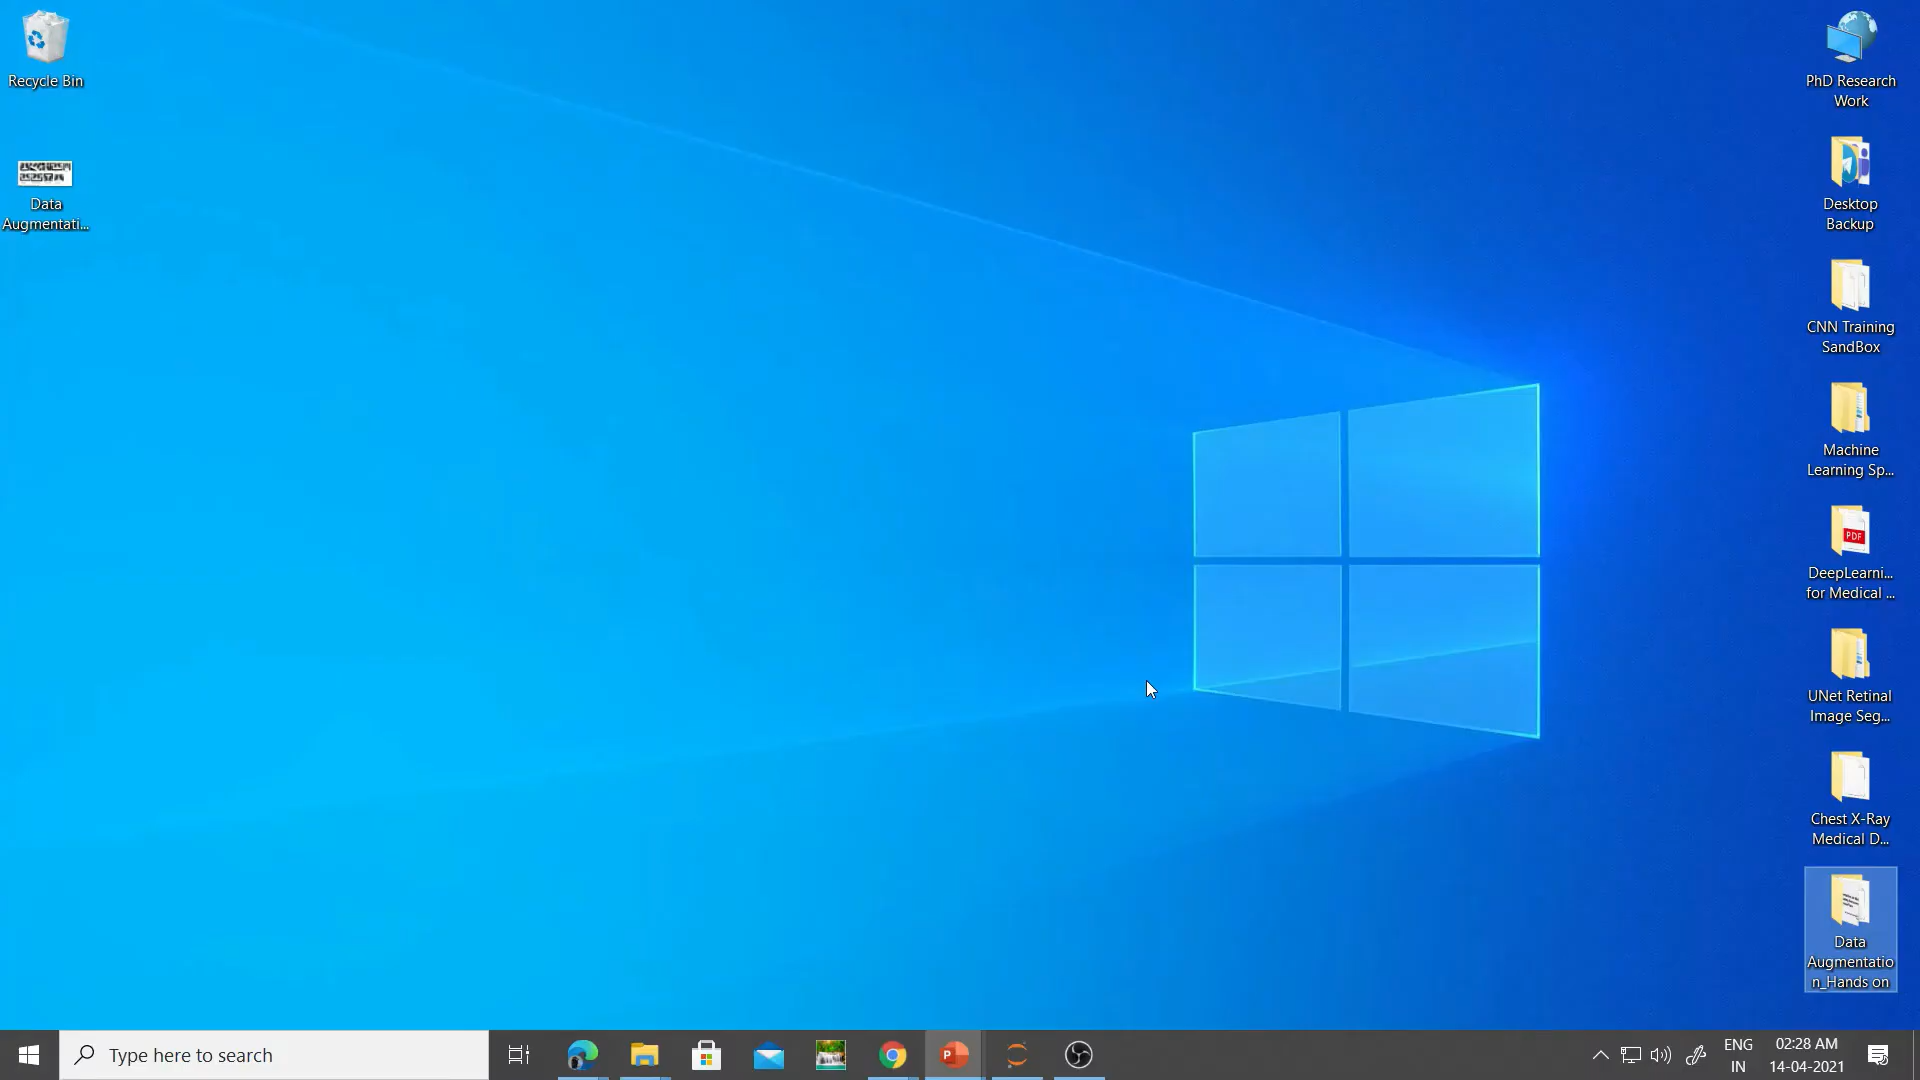 Recycle Bin
Data
Augmentati...
PhD Research
Work
Desktop
Backup
CNN Training
SandBox
Machine
Learning Sp...
PDF
DeepLearni...
for Medical ...
UNet Retinal
Image Seg...
Chest X-Ray
Medical D...
Data
Augmentatio
n_Hands on
Type here to search
P
ENG
IN
02:28 AM
14-04-2021